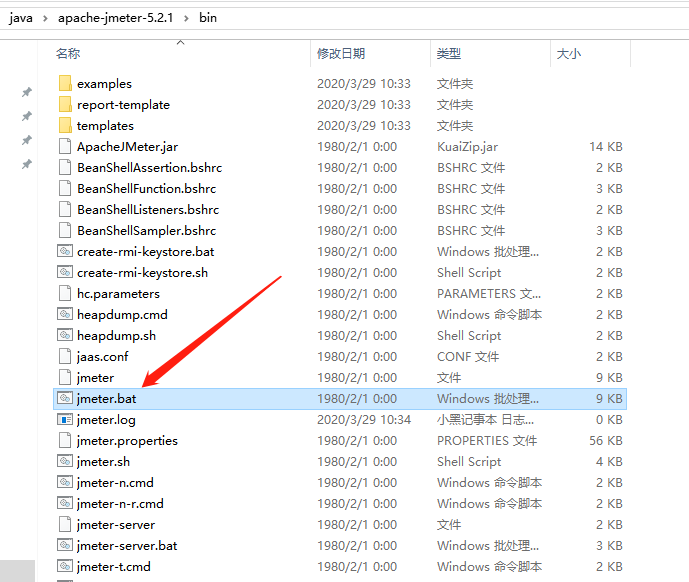 java › apache-jmeter-5.2.1 › bin
名称 修改日期 类型 大小
examples 2020/3/29 10:33 文件夹
report-template 2020/3/29 10:33 文件夹
templates 2020/3/29 10:33 文件夹
ApacheJMeter.jar 1980/2/1 0:00 KuaiZip.jar 14 KB
BeanShellAssertion.bshrc 1980/2/1 0:00 BSHRC 文件 2 KB
BeanShellFunction.bshrc 1980/2/1 0:00 BSHRC 文件 3 KB
BeanShellListeners.bshrc 1980/2/1 0:00 BSHRC 文件 2 KB
BeanShellSampler.bshrc 1980/2/1 0:00 BSHRC 文件 2 KB
create-rmi-keystore.bat 1980/2/1 0:00 Windows 批处理... 2 KB
create-rmi-keystore.sh 1980/2/1 0:00 Shell Script 2 KB
hc.parameters 1980/2/1 0:00 PARAMETERS 文... 2 KB
heapdump.cmd 1980/2/1 0:00 Windows 命令脚本 2 KB
heapdump.sh 1980/2/1 0:00 Shell Script 2 KB
jaas.conf 1980/2/1 0:00 CONF 文件 2 KB
jmeter 1980/2/1 0:00 文件 9 KB
jmeter.bat 1980/2/1 0:00 Windows 批处理... 9 KB
jmeter.log 2020/3/29 10:34 小黑记事本 日志... 0 KB
jmeter.properties 1980/2/1 0:00 PROPERTIES 文件 56 KB
jmeter.sh 1980/2/1 0:00 Shell Script 4 KB
jmeter-n.cmd 1980/2/1 0:00 Windows 命令脚本 2 KB
jmeter-n-r.cmd 1980/2/1 0:00 Windows 命令脚本 2 KB
jmeter-server 1980/2/1 0:00 文件 2 KB
jmeter-server.bat 1980/2/1 0:00 Windows 批处理... 3 KB
jmeter-t.cmd 1980/2/1 0:00 Windows 命令脚本 2 KB